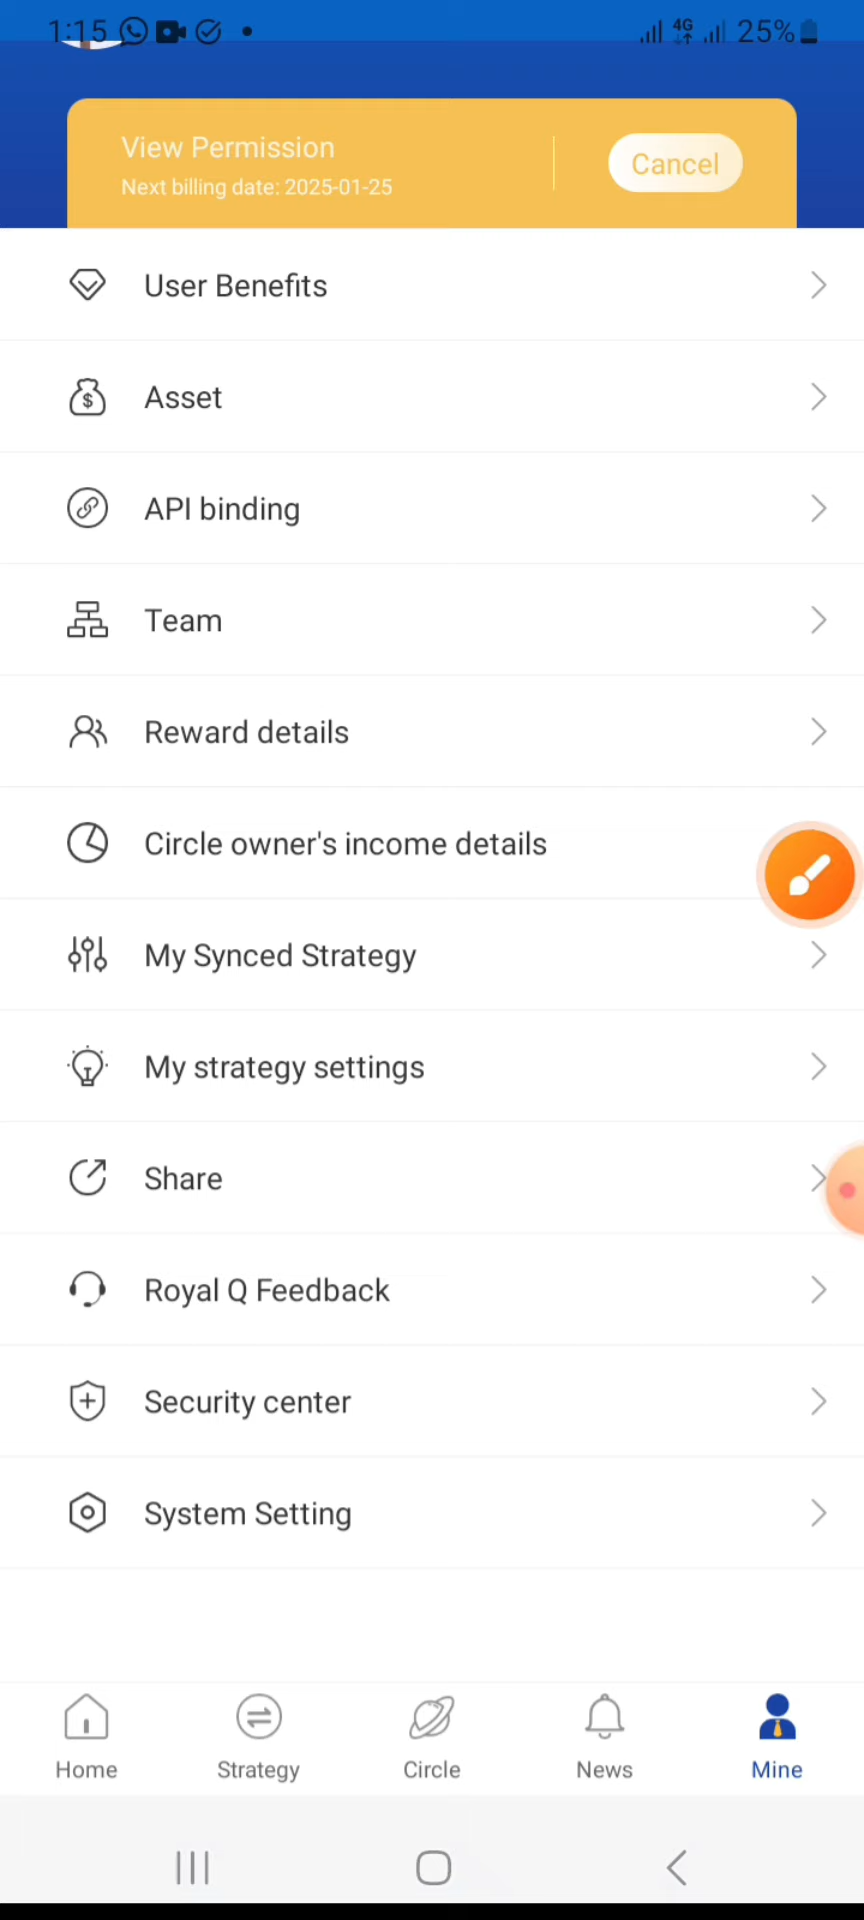 1:15 4G 25%
View Permission
Next billing date: 2025-01-25
Cancel
User Benefits
Asset
API binding
Team
Reward details
Circle owner's income details
My Synced Strategy
My strategy settings
Share
Royal Q Feedback
Security center
System Setting
Home Strategy Circle News Mine